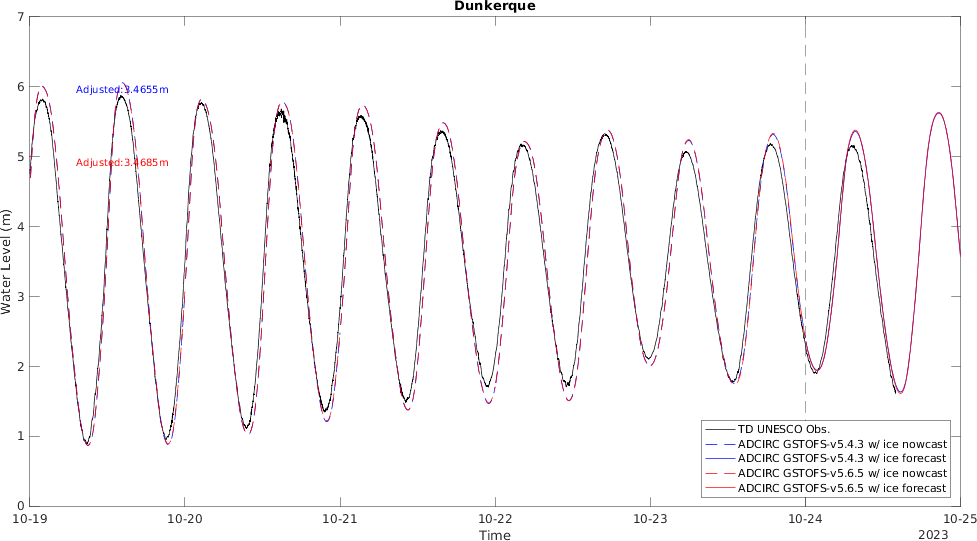 Dunkerque
7
6
5
4
3
2
1
0
Water Level (m)
Adjusted:3.4655m
Adjusted:3.4685m
TD UNESCO Obs.
ADCIRC GSTOFS-v5.4.3 w/ ice nowcast
ADCIRC GSTOFS-v5.4.3 w/ ice forecast
ADCIRC GSTOFS-v5.6.5 w/ ice nowcast
ADCIRC GSTOFS-v5.6.5 w/ ice forecast
10-19 10-20 10-21 10-22 10-23 10-24 10-25
Time
2023